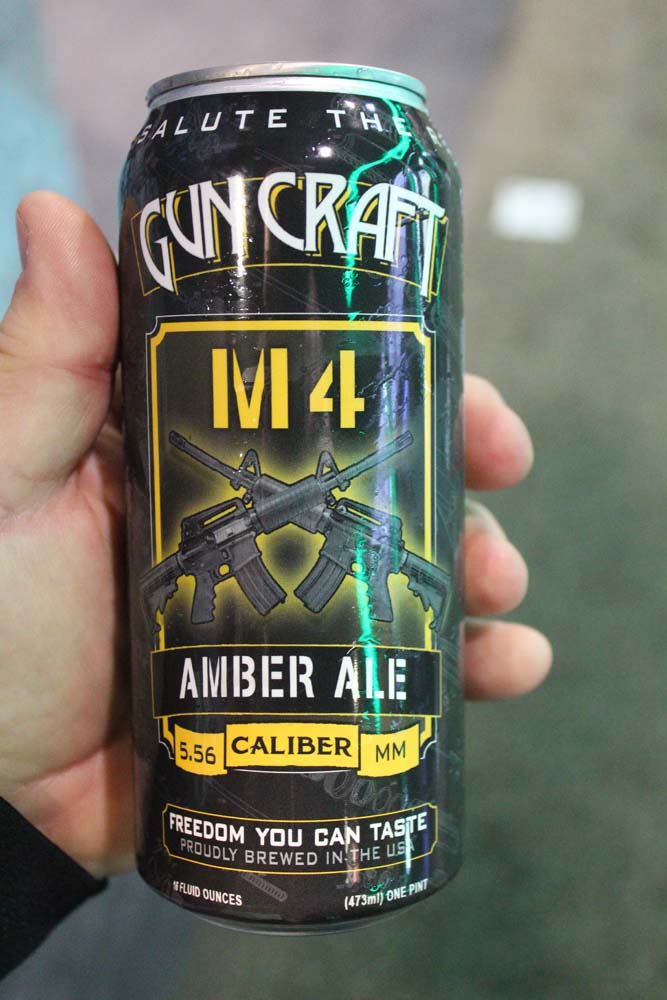 SALUTE THE
GUN CRAFT
M4
AMBER ALE
5.56 CALIBER MM
FREEDOM YOU CAN TASTE
PROUDLY BREWED IN THE USA
16 FLUID OUNCES
(473ml) ONE PINT